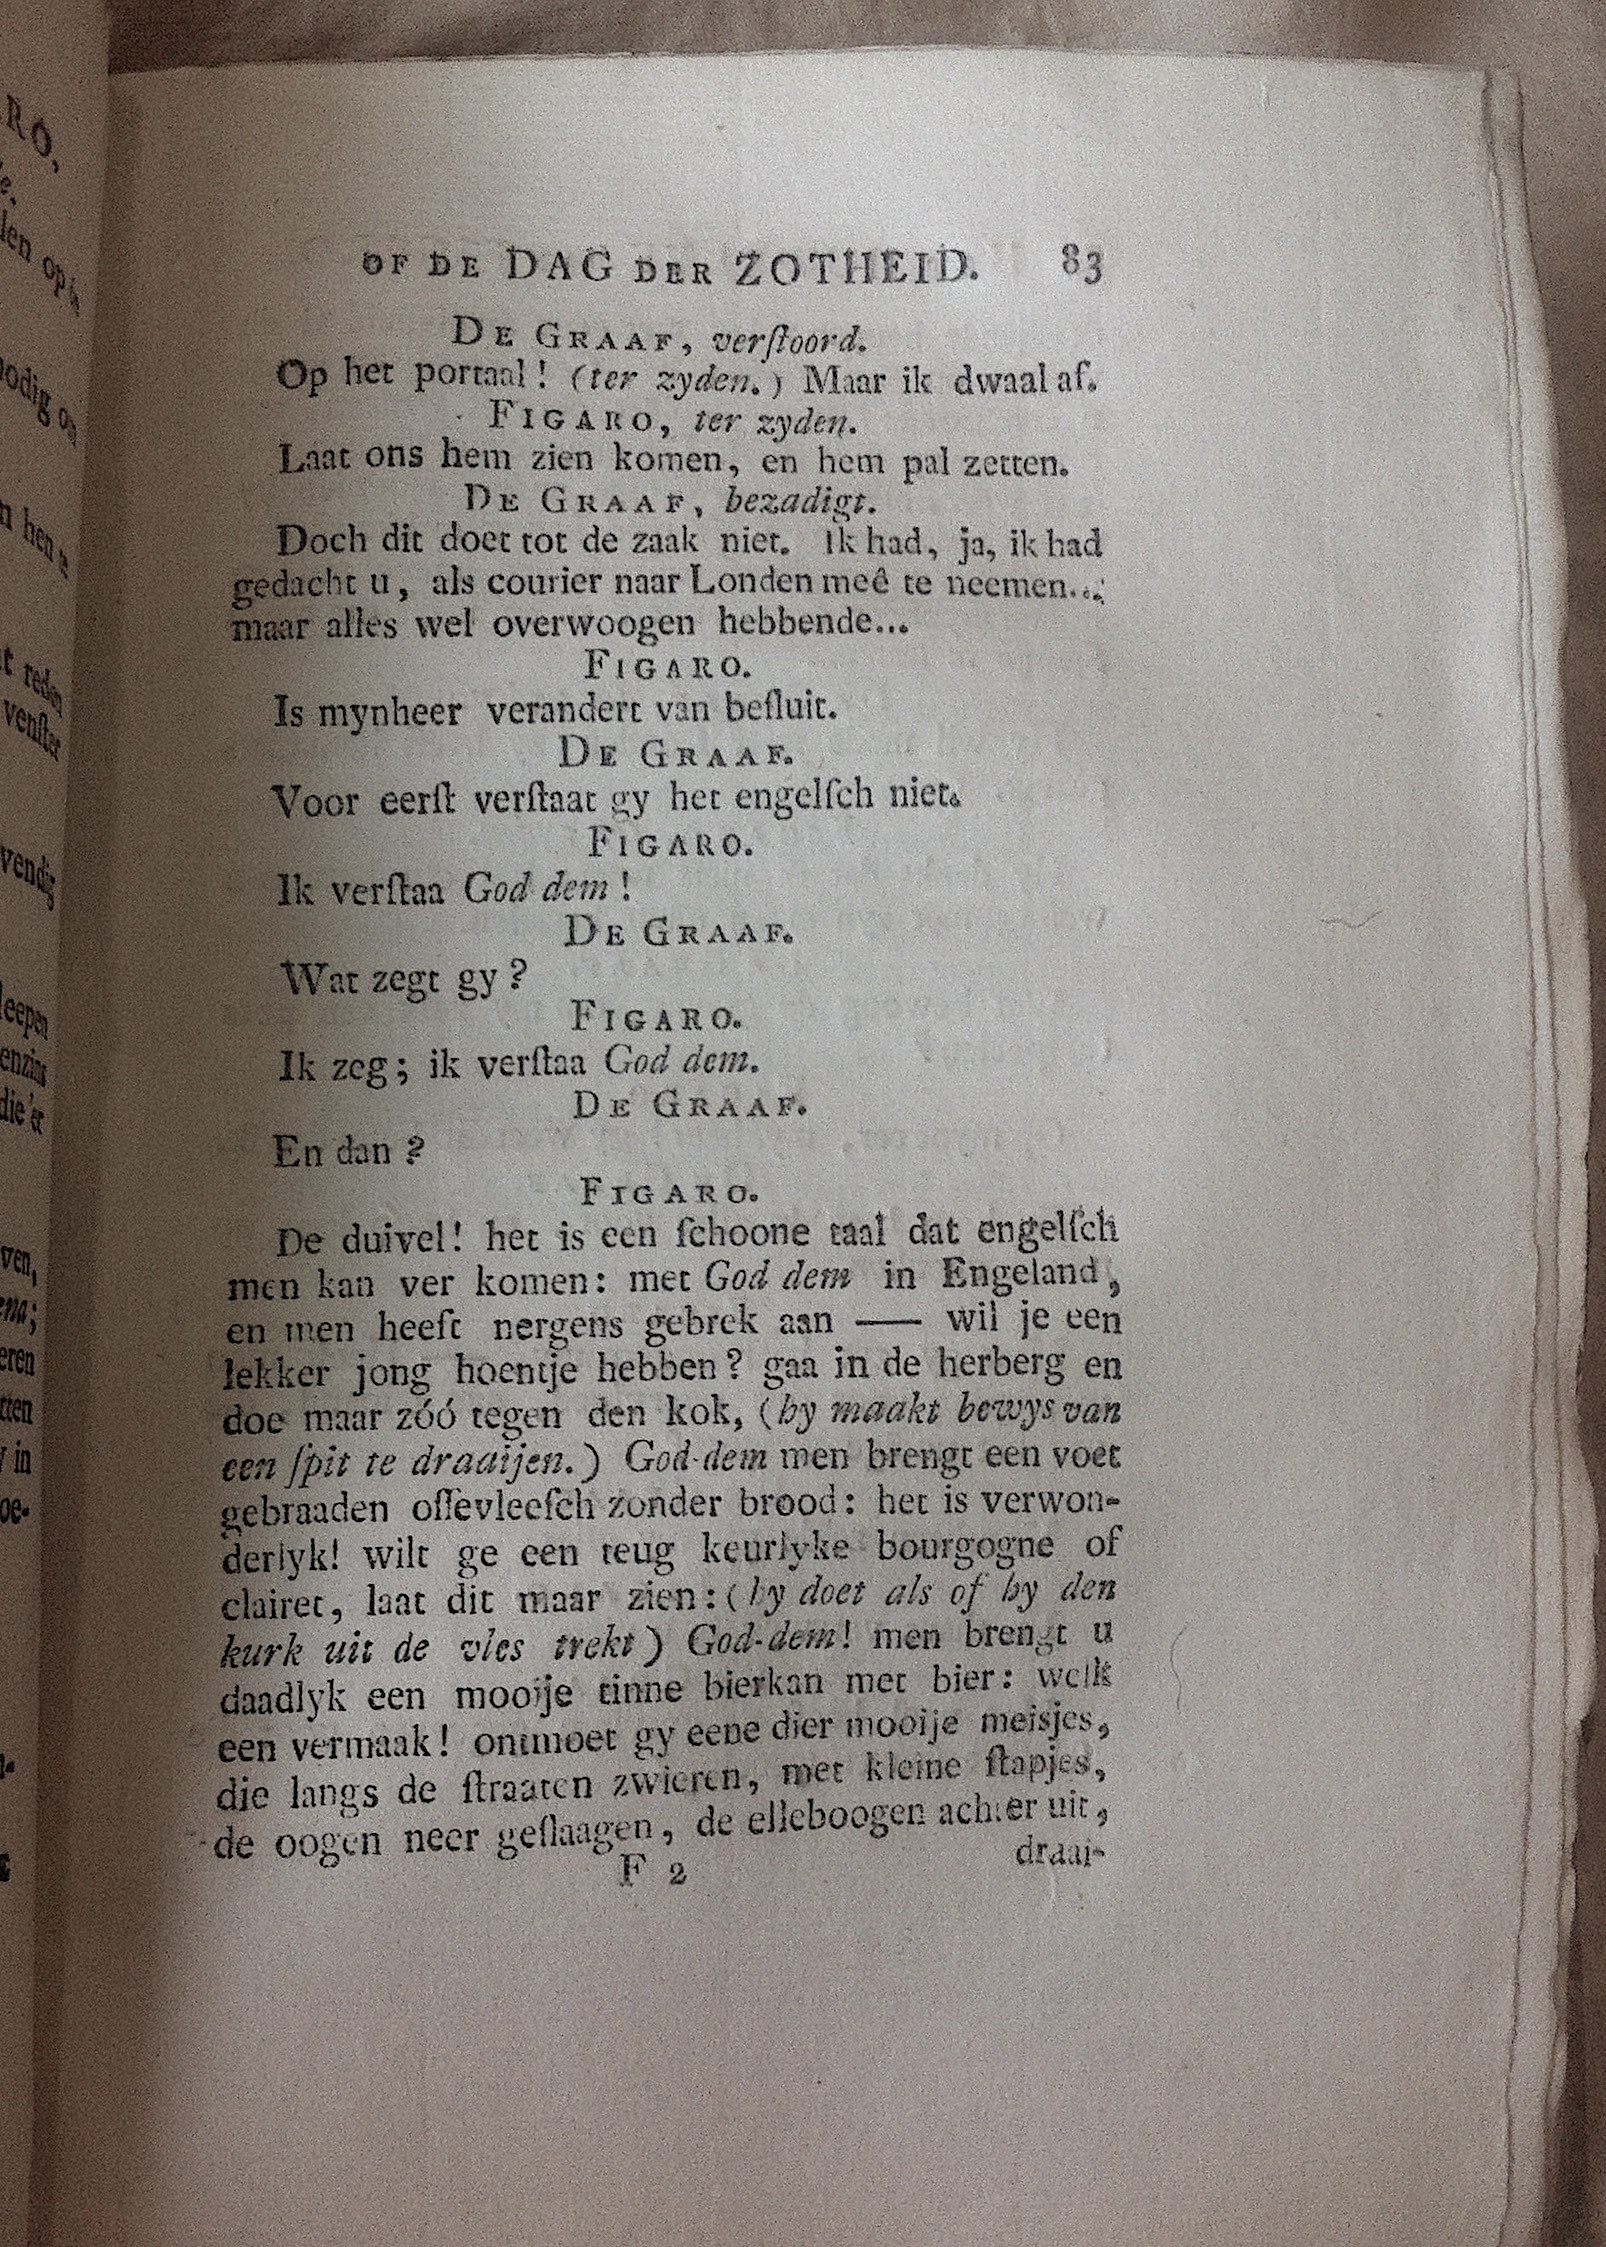 OF DE DAG DER ZOTHEID. 83
DE GRAAF, verſtoord.
Op het portaal! (ter zyden.) Maar ik dwaal af.
FIGARO, ter zyden.
Laat ons hem zien komen, en hem pal zetten.
DE GRAAF, bezadigt.
Doch dit doet tot de zaak niet. Ik had, ja, ik had
gedacht u, als courier naar Londen meê te neemen...
maar alles wel overwoogen hebbende...
FIGARO.
Is mynheer verandert van beſluit.
DE GRAAF.
Voor eerſt verſtaat gy het engelſch niet.
FIGARO.
Ik verſtaa God dem!
DE GRAAF.
Wat zegt gy?
FIGARO.
Ik zeg; ik verſtaa God dem.
DE GRAAF.
En dan?
FIGARO.
De duivel! het is een ſchoone taal dat engelſch
men kan ver komen: met God dem in Engeland,
en men heeft nergens gebrek aan —— wil je een
lekker jong hoentje hebben? gaa in de herberg en
doe maar zóó tegen den kok, (hy maakt bewys van
een ſpit te draaijen.) God-dem men brengt een voet
gebraaden oſſevleeſch zonder brood: het is verwon-
derlyk! wilt ge een teug keurlyke bourgogne of
clairet, laat dit maar zien: (hy doet als of hy den
kurk uit de vles trekt) God-dem! men brengt u
daadlyk een mooije tinne bierkan met bier: welk
een vermaak! ontmoet gy eene dier mooije meisjes,
die langs de ſtraaten zwieren, met kleine ſtapjes,
de oogen neer geſlaagen, de elleboogen achter uit,
F 2 draai-